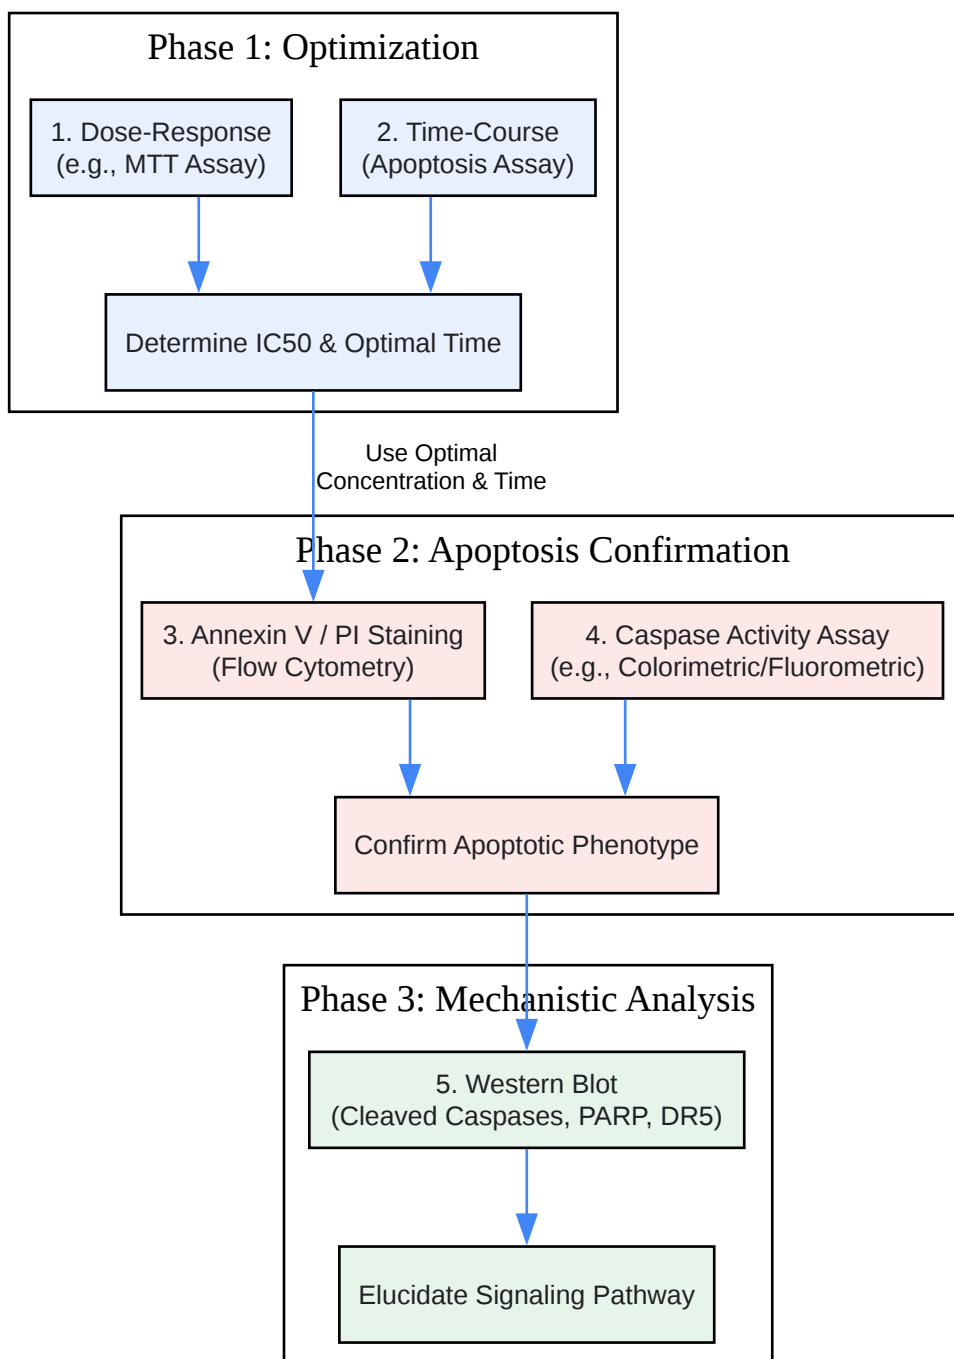 Phase 1: Optimization
1. Dose-Response
(e.g., MTT Assay)
2. Time-Course
(Apoptosis Assay)
Determine IC50 & Optimal Time
Use Optimal
Concentration & Time
Phase 2: Apoptosis Confirmation
3. Annexin V / PI Staining
(Flow Cytometry)
4. Caspase Activity Assay
(e.g., Colorimetric/Fluorometric)
Confirm Apoptotic Phenotype
Phase 3: Mechanistic Analysis
5. Western Blot
(Cleaved Caspases, PARP, DR5)
Elucidate Signaling Pathway